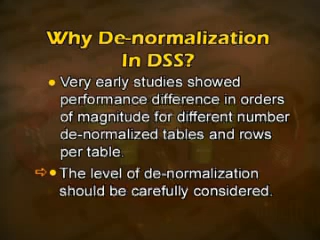 Why De-normalization
In DSS?
● Very early studies showed
performance difference in orders
of magnitude for different number
de-normalized tables and rows
per table.
⇨● The level of de-normalization
should be carefully considered.